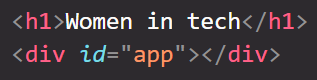 <h1>Women in tech</h1>
<div id="app"></div>